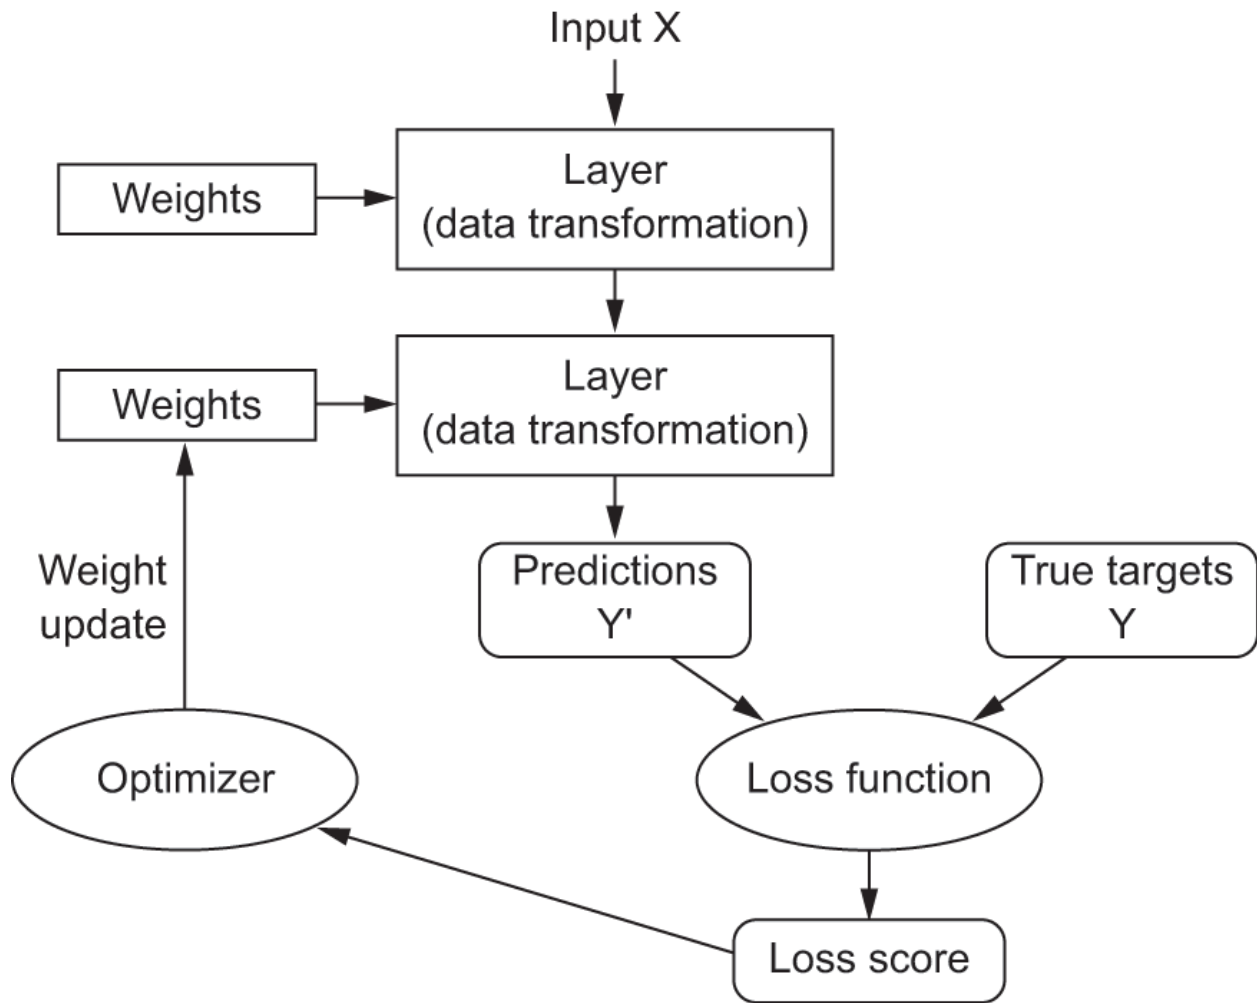 Input X
Weights
Layer
(data transformation)
Weights
Layer
(data transformation)
Weight
update
Predictions
Y'
True targets
Y
Optimizer
Loss function
Loss score